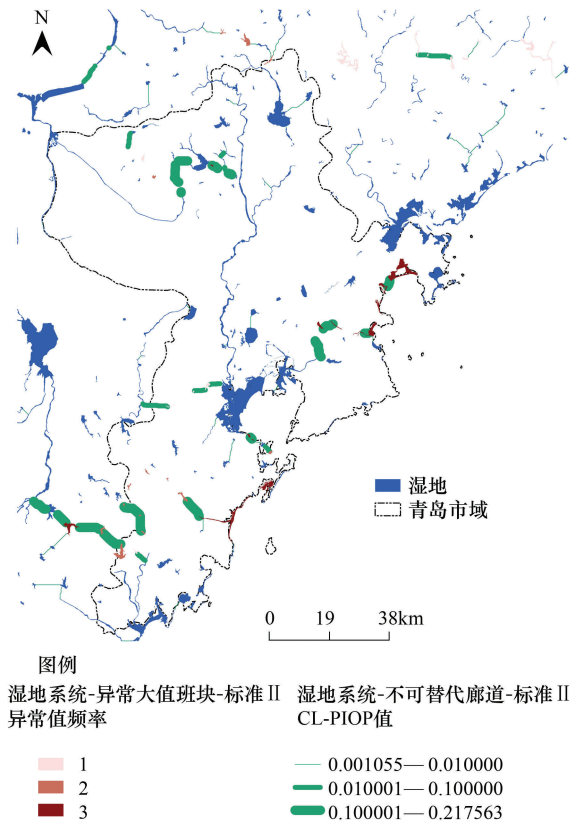 N
湿地
青岛市域
0 19 38km
图例
湿地系统-异常大值班块-标准Ⅱ
异常值频率
1
2
3
湿地系统-不可替代廊道-标准Ⅱ
CL-PIOP值
0.001055—0.010000
0.010001—0.100000
0.100001—0.217563